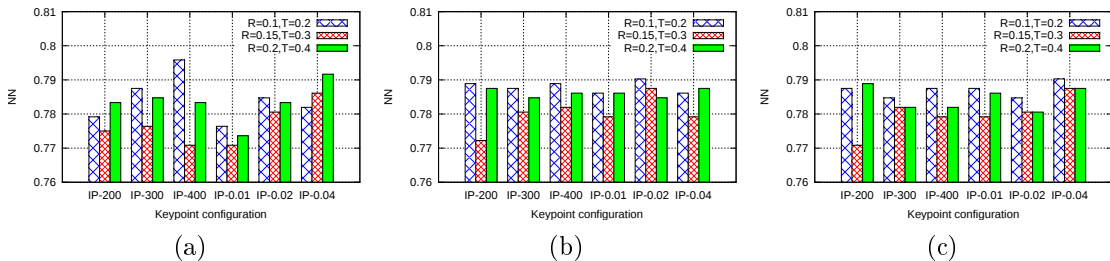 0.81
0.8
0.79
0.78
0.77
0.76
NN
R=0.1,T=0.2
R=0.15,T=0.3
R=0.2,T=0.4
IP-200 IP-300 IP-400 IP-0.01 IP-0.02 IP-0.04
Keypoint configuration
(a)
0.81
0.8
0.79
0.78
0.77
0.76
NN
R=0.1,T=0.2
R=0.15,T=0.3
R=0.2,T=0.4
IP-200 IP-300 IP-400 IP-0.01 IP-0.02 IP-0.04
Keypoint configuration
(b)
0.81
0.8
0.79
0.78
0.77
0.76
NN
R=0.1,T=0.2
R=0.15,T=0.3
R=0.2,T=0.4
IP-200 IP-300 IP-400 IP-0.01 IP-0.02 IP-0.04
Keypoint configuration
(c)